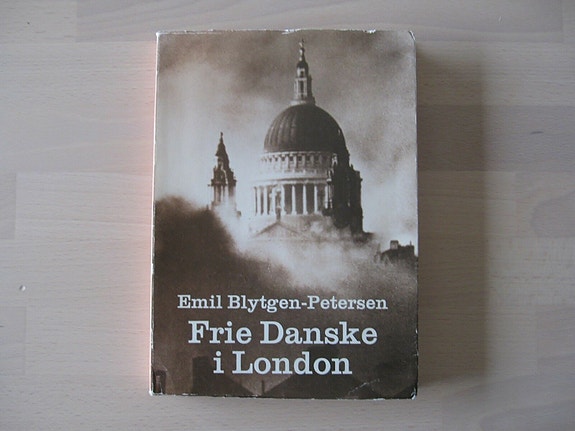 Emil Blytgen-Petersen
Frie Danske
i London